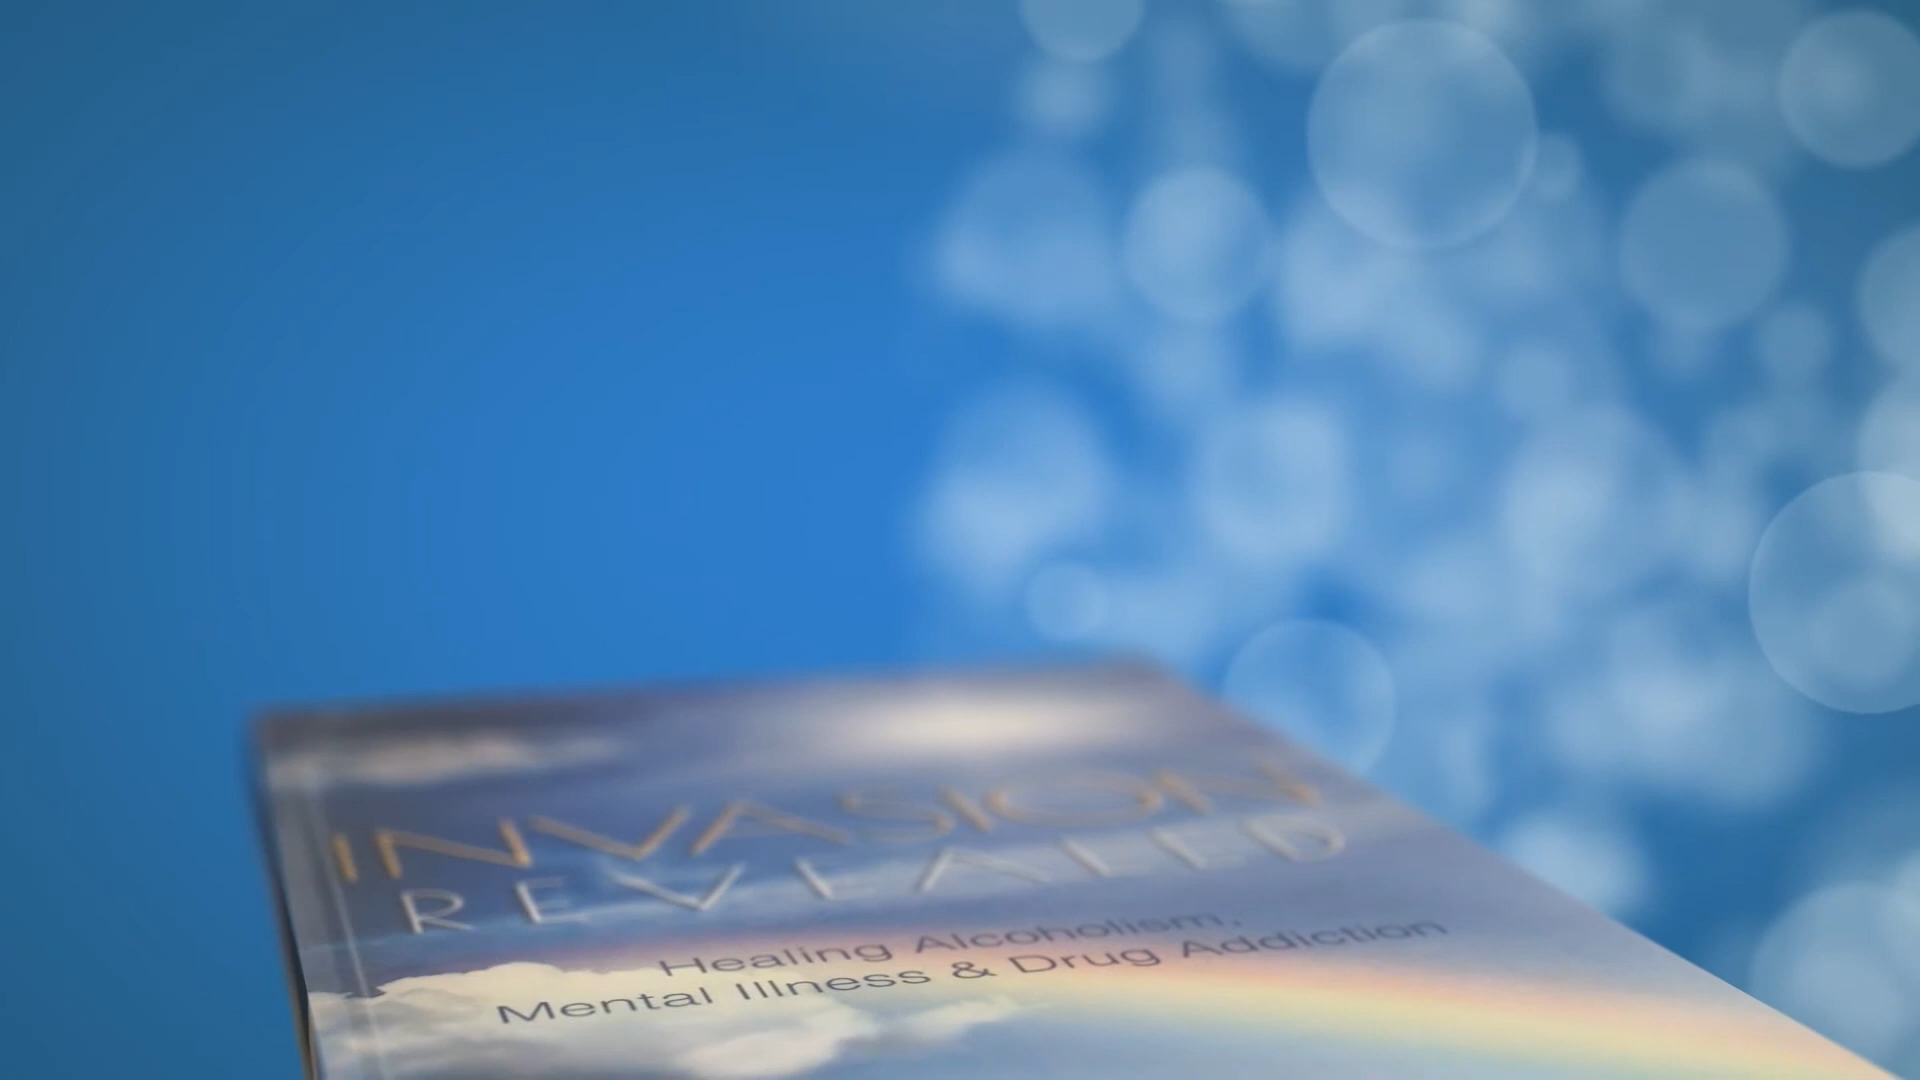 INVASION
REVEALED
Healing Alcoholism,
Mental Illness & Drug Addiction